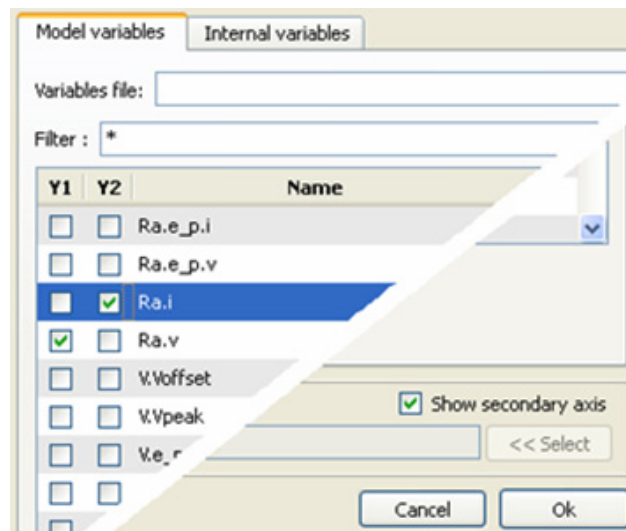 Model variables Internal variables
Variables file:
Filter : *
Y1 Y2 Name
Ra.e_p.i
Ra.e_p.v
Ra.i
Ra.v
V.Voffset
V.Vpeak
Show secondary axis
<< Select
Cancel Ok